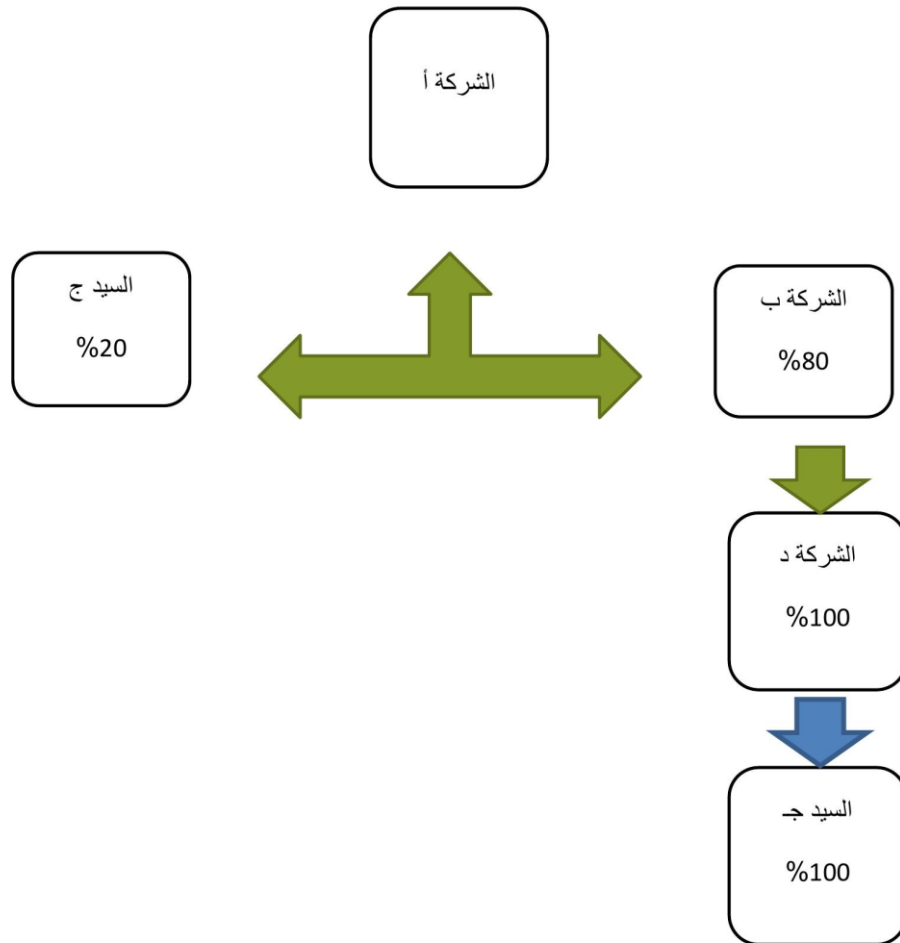 الشركة أ
السيد ج
%20
الشركة ب
%80
الشركة د
%100
السيد جـ
%100